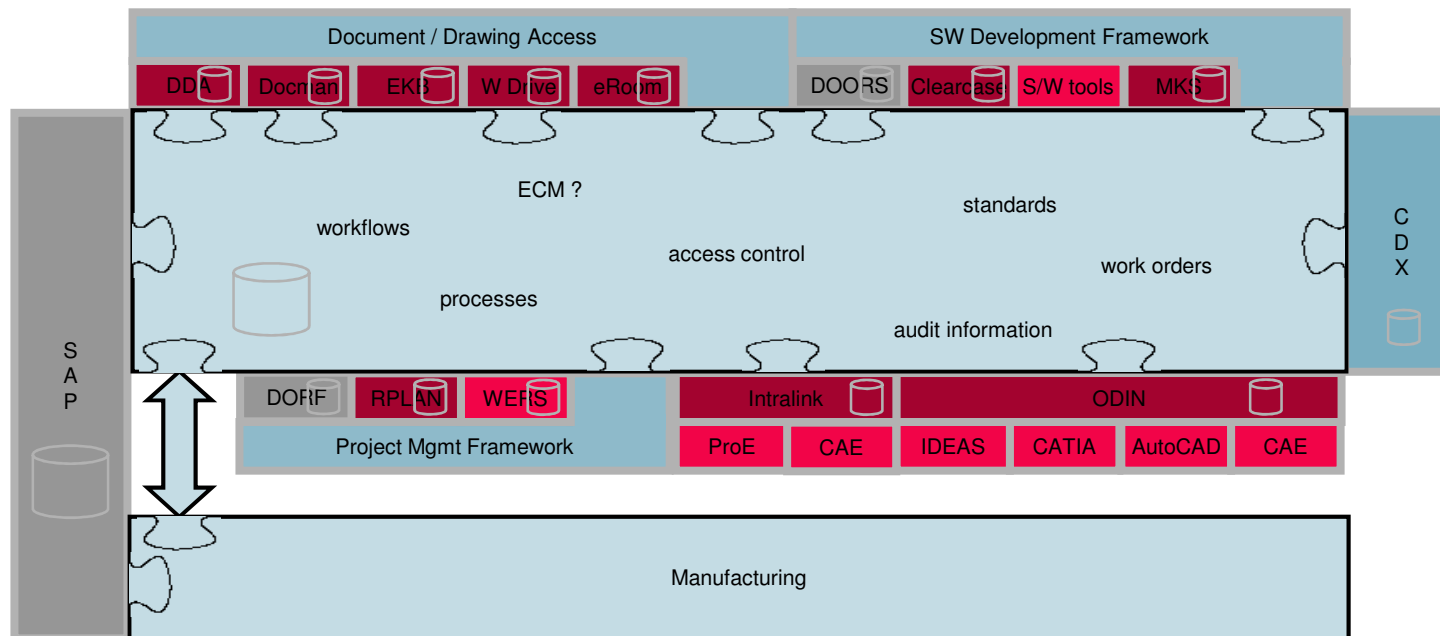 Document / Drawing Access
SW Development Framework
DDA
Docman
EKB
W Drive
eRoom
DOORS
Clearcase
S/W tools
MKS
ECM ?
standards
workflows
access control
work orders
processes
audit information
C
D
X
S
A
P
DORF
RPLAN
WERS
Intralink
ODIN
Project Mgmt Framework
ProE
CAE
IDEAS
CATIA
AutoCAD
CAE
Manufacturing